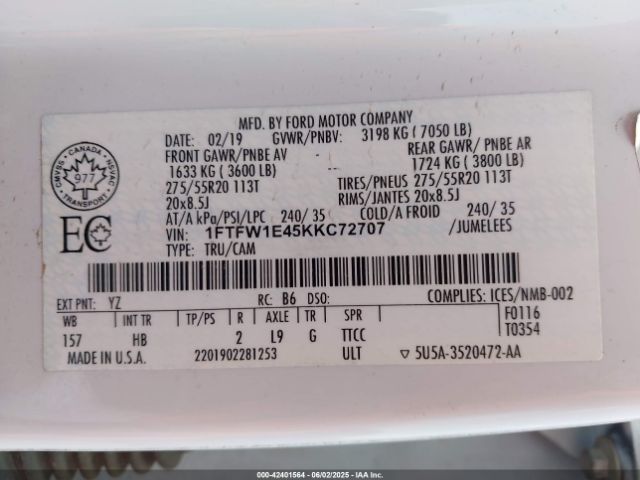 MFD. BY FORD MOTOR COMPANY
DATE: 02/19 GVWR/PNBV: 3198 KG ( 7050 LB)
FRONT GAWR/PNBE AV - REAR GAWR/ PNBE AR
1633 KG ( 3600 LB) - 1724 KG ( 3800 LB)
275/55R20 113T TIRES/PNEUS 275/55R20 113T
20x8.5J RIMS/JANTES 20x8.5J
AT/A kPa/PSI/LPC 240/ 35 COLD/A FROID 240/ 35
VIN: 1FTFW1E45KKC72707 /JUMELEES
TYPE: TRU/CAM
CANADA
CMVSS NSVAC
977
TRANSPORT
EC
EXT PNT: YZ RC: B6 DSO: COMPLIES: ICES/NMB-002
WB INT TR TP/PS R AXLE TR SPR F0116
157 HB 2 L9 G TTCC T0354
MADE IN U.S.A. 2201902281253 ULT ▽ 5U5A-3520472-AA
000-42401564 | 06/02/2025 | IAA, Inc.